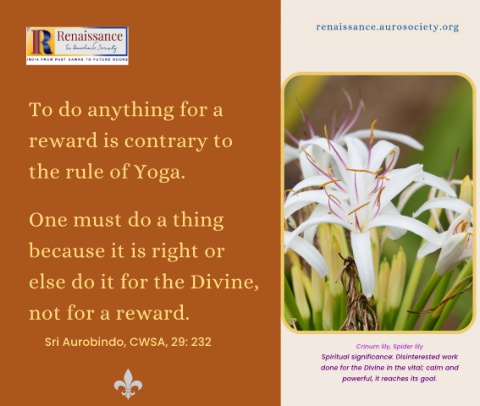 Renaissance
Sri Aurobindo Society
INDIA FROM PAST DAWNS TO FUTURE NOONS
To do anything for a
reward is contrary to
the rule of Yoga.
One must do a thing
because it is right or
else do it for the Divine,
not for a reward.
Sri Aurobindo, CWSA, 29: 232
renaissance.aurosociety.org
Crinum lily, Spider lily
Spiritual significance: Disinterested work
done for the Divine in the vital; calm and
powerful, it reaches its goal.